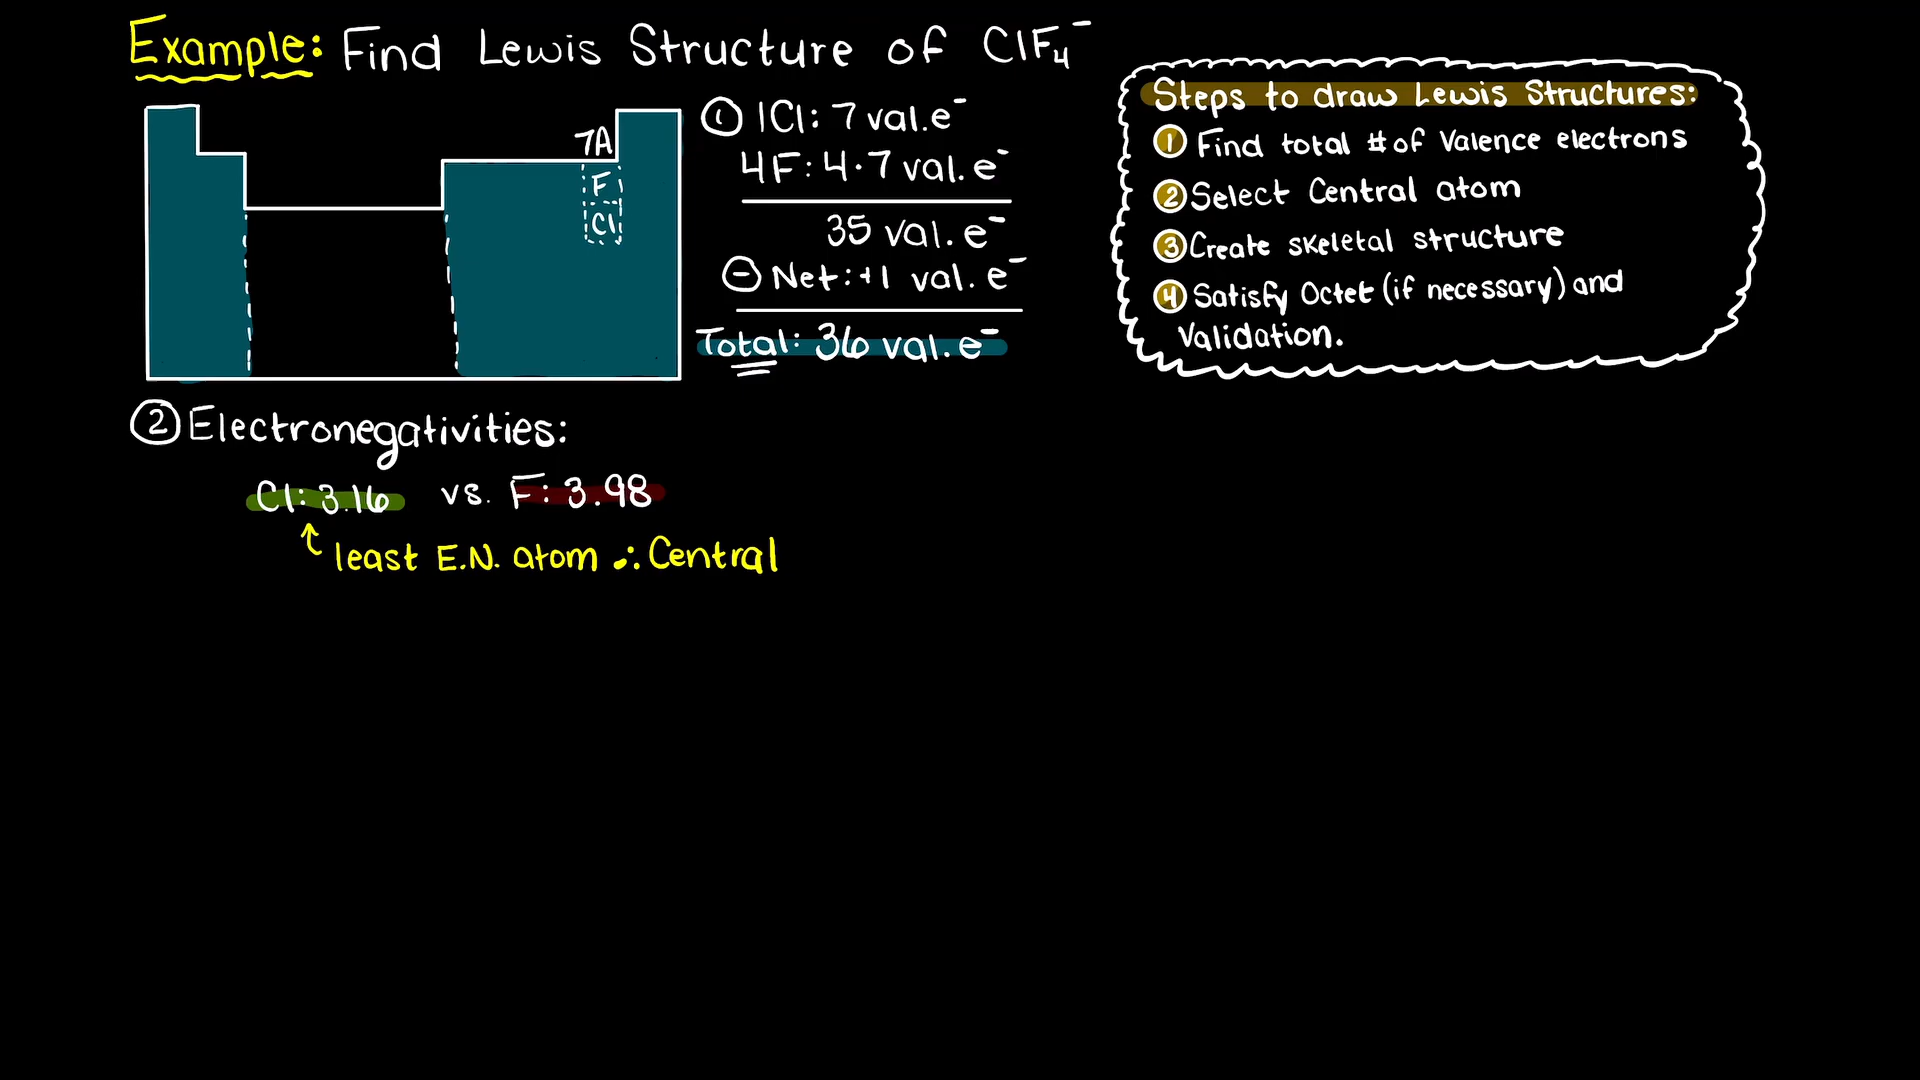 Example: Find Lewis Structure of ClF₄⁻
7A
F
Cl
① 1Cl: 7 val.e⁻
4F: 4·7 val. e⁻
35 val. e⁻
⊖ Net: +1 val. e⁻
Total: 36 val. e⁻
Steps to draw Lewis Structures:
① Find total # of Valence electrons
② Select Central atom
③ Create skeletal structure
④ Satisfy Octet (if necessary) and
Validation.
② Electronegativities:
Cl: 3.16 vs. F: 3.98
↑ least E.N. atom ∴ Central